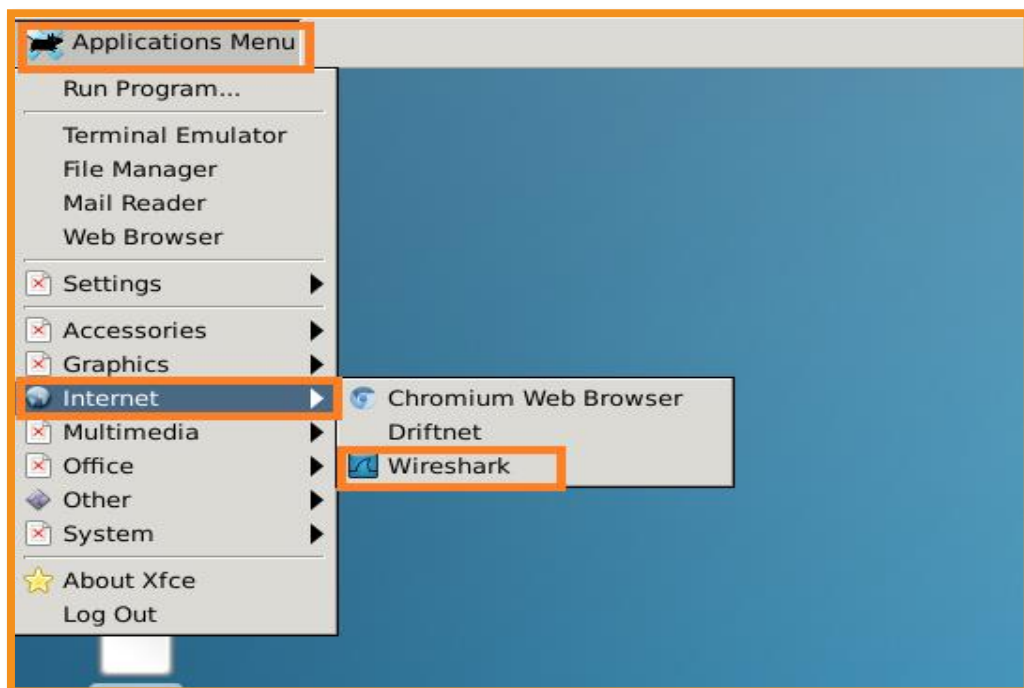 Applications Menu
Run Program...
Terminal Emulator
File Manager
Mail Reader
Web Browser
Settings
Accessories
Graphics
Internet
Multimedia
Office
Other
System
About Xfce
Log Out
Chromium Web Browser
Driftnet
Wireshark